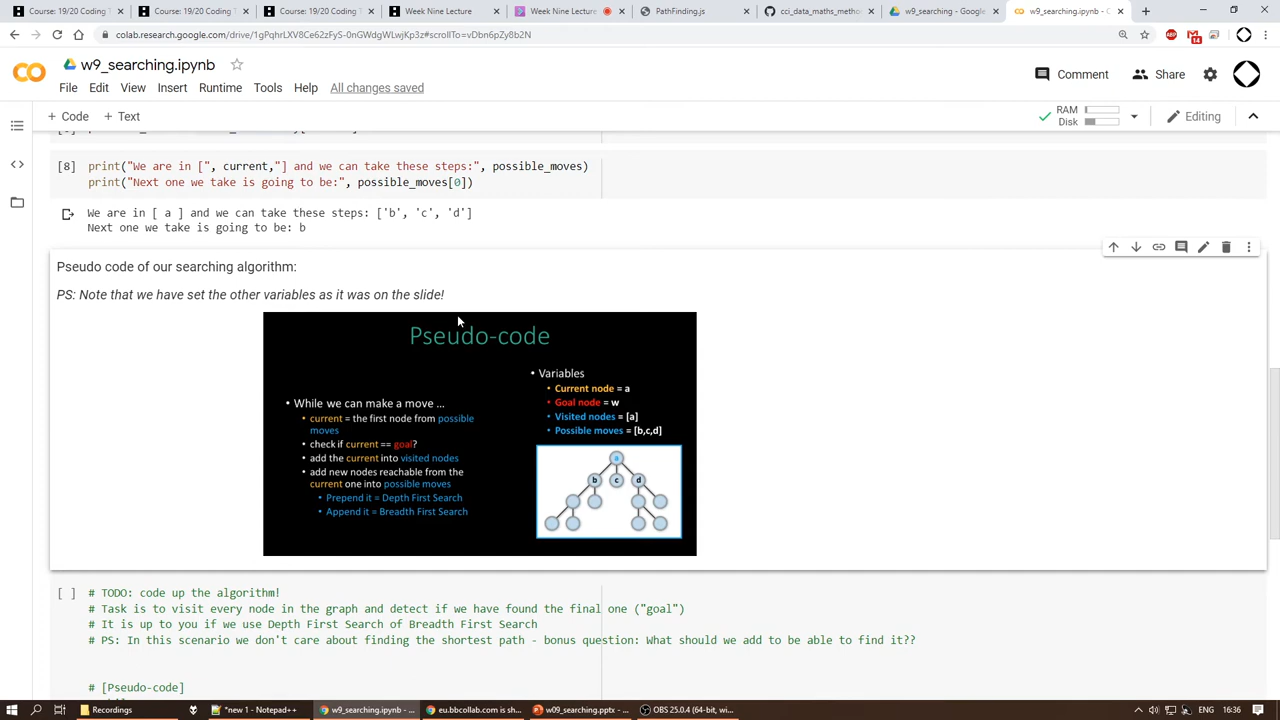 Course: 19/20 Coding T
Course: 19/20 Coding T
Course: 19/20 Coding T
Week Nine Lecture
Week Nine Lecture
PathFinding.js
cci_data_maths_method
w9_searching - Google
w9_searching.ipynb - C
colab.research.google.com/drive/1gPqhrLXV8Ce62zFyS-0nGWdgWLwjKp3z#scrollTo=vDbn6pZy8b2N
ABP
14
w9_searching.ipynb
Comment
Share
File Edit View Insert Runtime Tools Help All changes saved
+ Code + Text
RAM
Disk
Editing
[8] print("We are in [", current,"] and we can take these steps:", possible_moves)
print("Next one we take is going to be:", possible_moves[0])
We are in [ a ] and we can take these steps: ['b', 'c', 'd']
Next one we take is going to be: b
Pseudo code of our searching algorithm:
PS: Note that we have set the other variables as it was on the slide!
Pseudo-code
• While we can make a move ...
• current = the first node from possible
moves
• check if current == goal?
• add the current into visited nodes
• add new nodes reachable from the
current one into possible moves
• Prepend it = Depth First Search
• Append it = Breadth First Search
• Variables
• Current node = a
• Goal node = w
• Visited nodes = [a]
• Possible moves = [b,c,d]
a
b c d
[ ] # TODO: code up the algorithm!
# Task is to visit every node in the graph and detect if we have found the final one ("goal")
# It is up to you if we use Depth First Search of Breadth First Search
# PS: In this scenario we don't care about finding the shortest path - bonus question: What should we add to be able to find it??
# [Pseudo-code]
Recordings
*new 1 - Notepad++
w9_searching.ipynb - ...
eu.bbcollab.com is sh...
w09_searching.pptx - ...
OBS 25.0.4 (64-bit, wi...
ENG
16:36